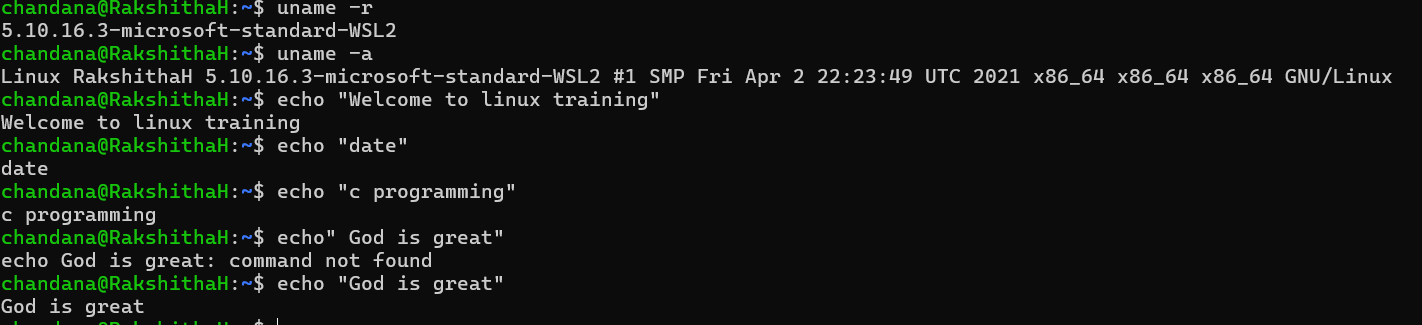 chandana@RakshithaH:~$ uname -r
5.10.16.3-microsoft-standard-WSL2
chandana@RakshithaH:~$ uname -a
Linux RakshithaH 5.10.16.3-microsoft-standard-WSL2 #1 SMP Fri Apr 2 22:23:49 UTC 2021 x86_64 x86_64 x86_64 GNU/Linux
chandana@RakshithaH:~$ echo "Welcome to linux training"
Welcome to linux training
chandana@RakshithaH:~$ echo "date"
date
chandana@RakshithaH:~$ echo "c programming"
c programming
chandana@RakshithaH:~$ echo" God is great"
echo God is great: command not found
chandana@RakshithaH:~$ echo "God is great"
God is great
chandana@RakshithaH:~$